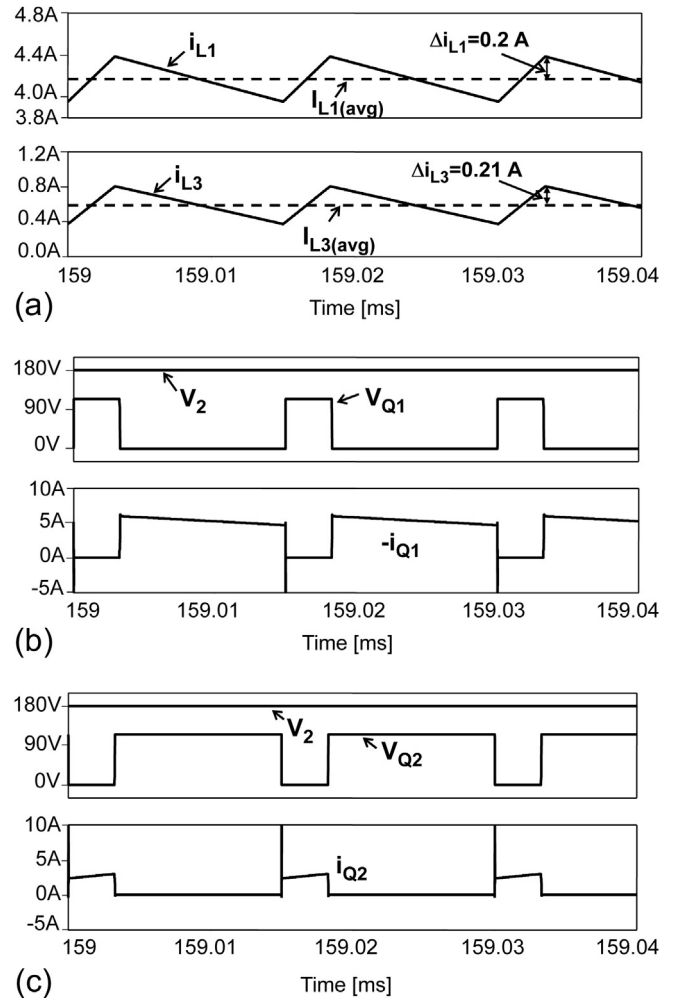 4.8A
iL1
ΔiL1=0.2 A
4.4A
4.0A
IL1(avg)
3.8A
1.2A
iL3
ΔiL3=0.21 A
0.8A
0.4A
IL3(avg)
0.0A
159 159.01 159.02 159.03 159.04
(a) Time [ms]
180V
V2 VQ1
90V
0V
10A
5A
-iQ1
0A
-5A
159 159.01 159.02 159.03 159.04
(b) Time [ms]
180V
V2 VQ2
90V
0V
10A
5A
iQ2
0A
-5A
159 159.01 159.02 159.03 159.04
(c) Time [ms]